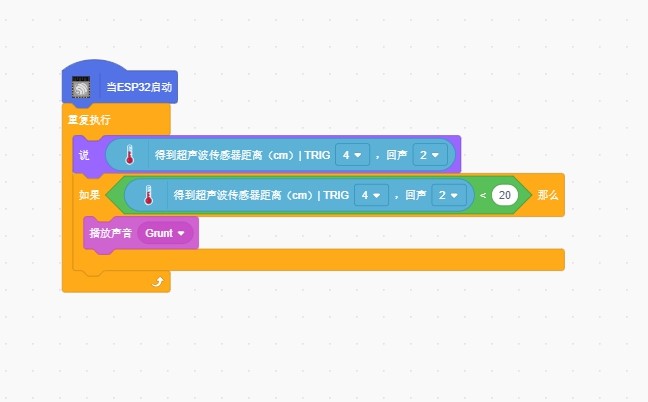 当ESP32启动
重复执行
说 得到超声波传感器距离（cm）| TRIG 4 ，回声 2
如果 得到超声波传感器距离（cm）| TRIG 4 ，回声 2 < 20 那么
播放声音 Grunt